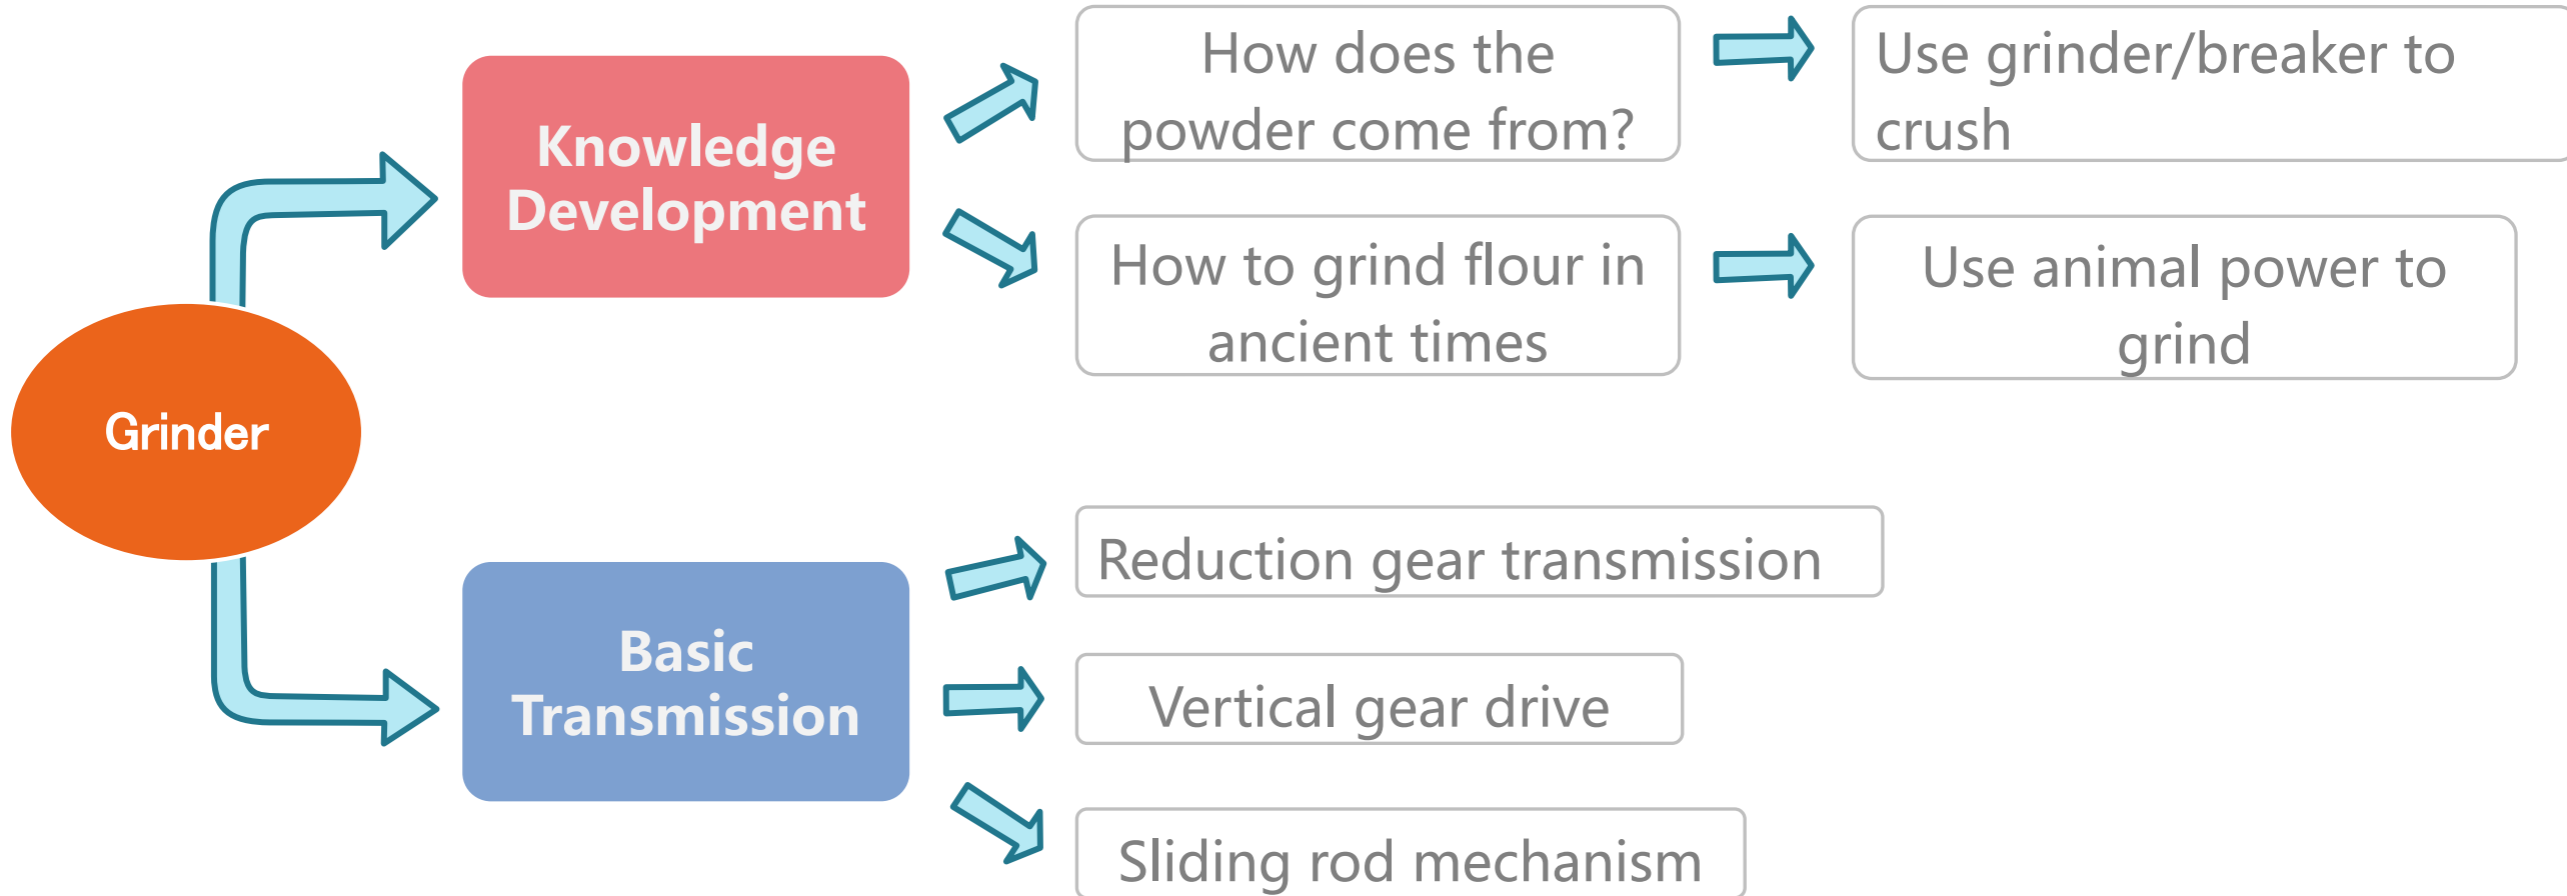 Grinder
Knowledge
Development
How does the
powder come from?
Use grinder/breaker to
crush
How to grind flour in
ancient times
Use animal power to
grind
Basic
Transmission
Reduction gear transmission
Vertical gear drive
Sliding rod mechanism